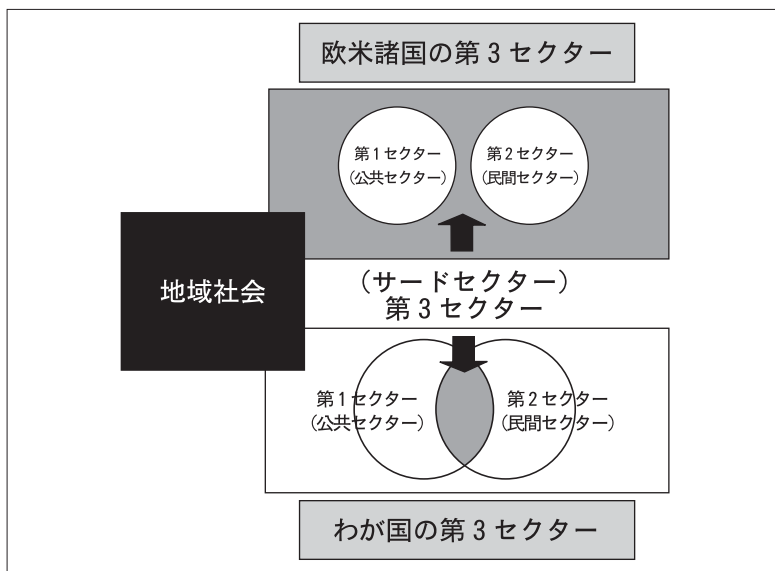 欧米諸国の第3セクター
第1セクター
(公共セクター)
第2セクター
(民間セクター)
地域社会
(サードセクター)
第3セクター
第1セクター
(公共セクター)
第2セクター
(民間セクター)
わが国の第3セクター